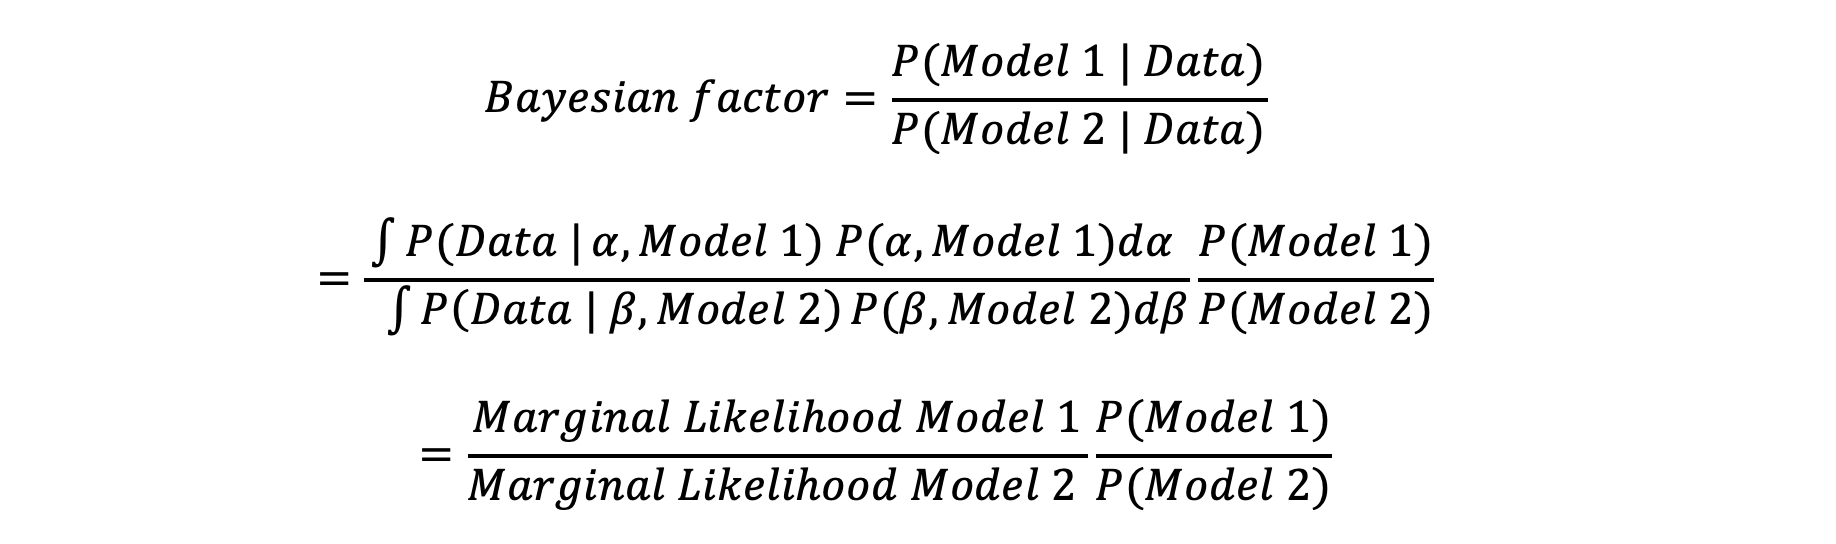 Bayesian factor = P(Model 1 | Data) / P(Model 2 | Data)
= ∫ P(Data | α, Model 1) P(α, Model 1)dα / ∫ P(Data | β, Model 2) P(β, Model 2)dβ P(Model 1) / P(Model 2)
= Marginal Likelihood Model 1 / Marginal Likelihood Model 2 P(Model 1) / P(Model 2)